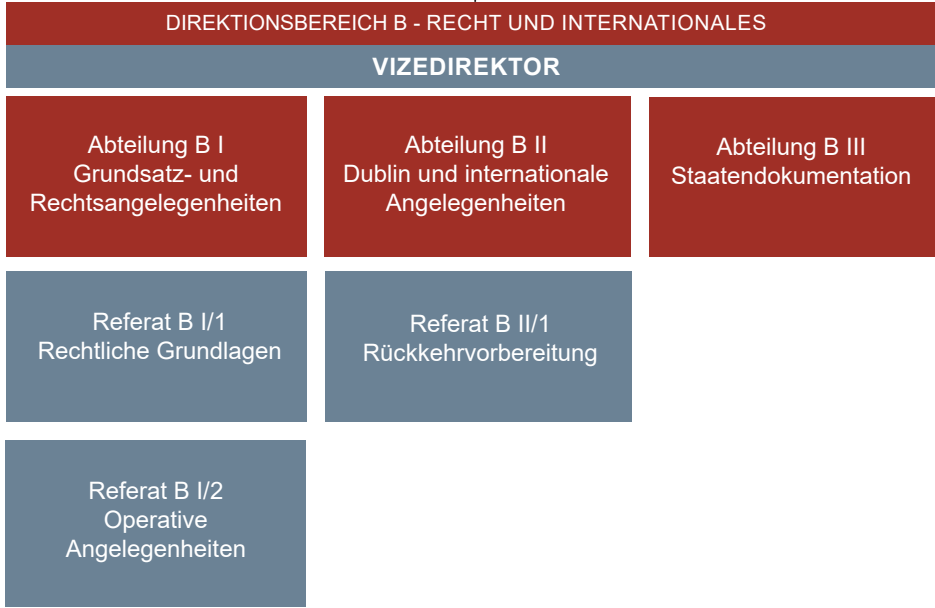 DIREKTIONSBEREICH B - RECHT UND INTERNATIONALES
VIZEDIREKTOR
Abteilung B I
Grundsatz- und
Rechtsangelegenheiten
Abteilung B II
Dublin und internationale
Angelegenheiten
Abteilung B III
Staatendokumentation
Referat B I/1
Rechtliche Grundlagen
Referat B II/1
Rückkehrvorbereitung
Referat B I/2
Operative
Angelegenheiten